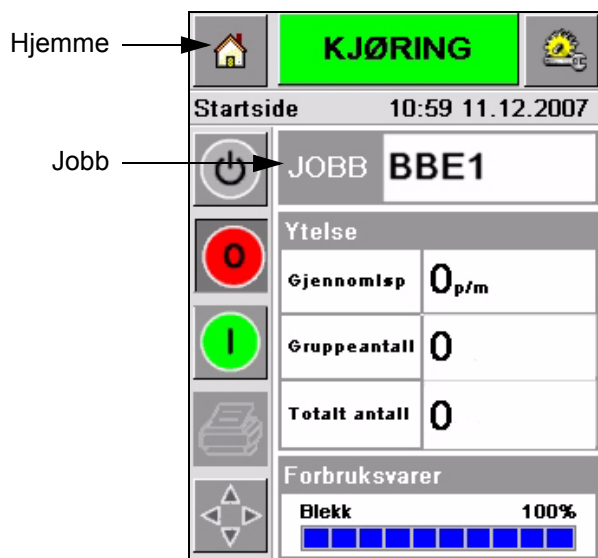 Hjemme
KJØRING
Startside 10:59 11.12.2007
Jobb
JOBB BBE1
Ytelse
Gjennomlsp 0p/m
Gruppeantall 0
Totalt antall 0
Forbruksvarer
Blekk 100%
O
I